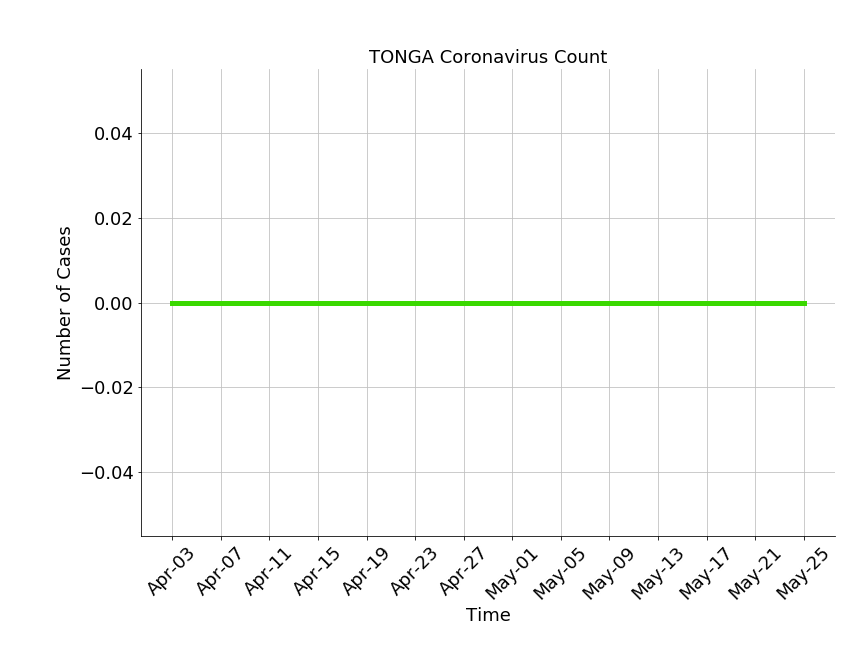 TONGA Coronavirus Count
0.04
0.02
0.00
−0.02
−0.04
Number of Cases
Apr-03
Apr-07
Apr-11
Apr-15
Apr-19
Apr-23
Apr-27
May-01
May-05
May-09
May-13
May-17
May-21
May-25
Time